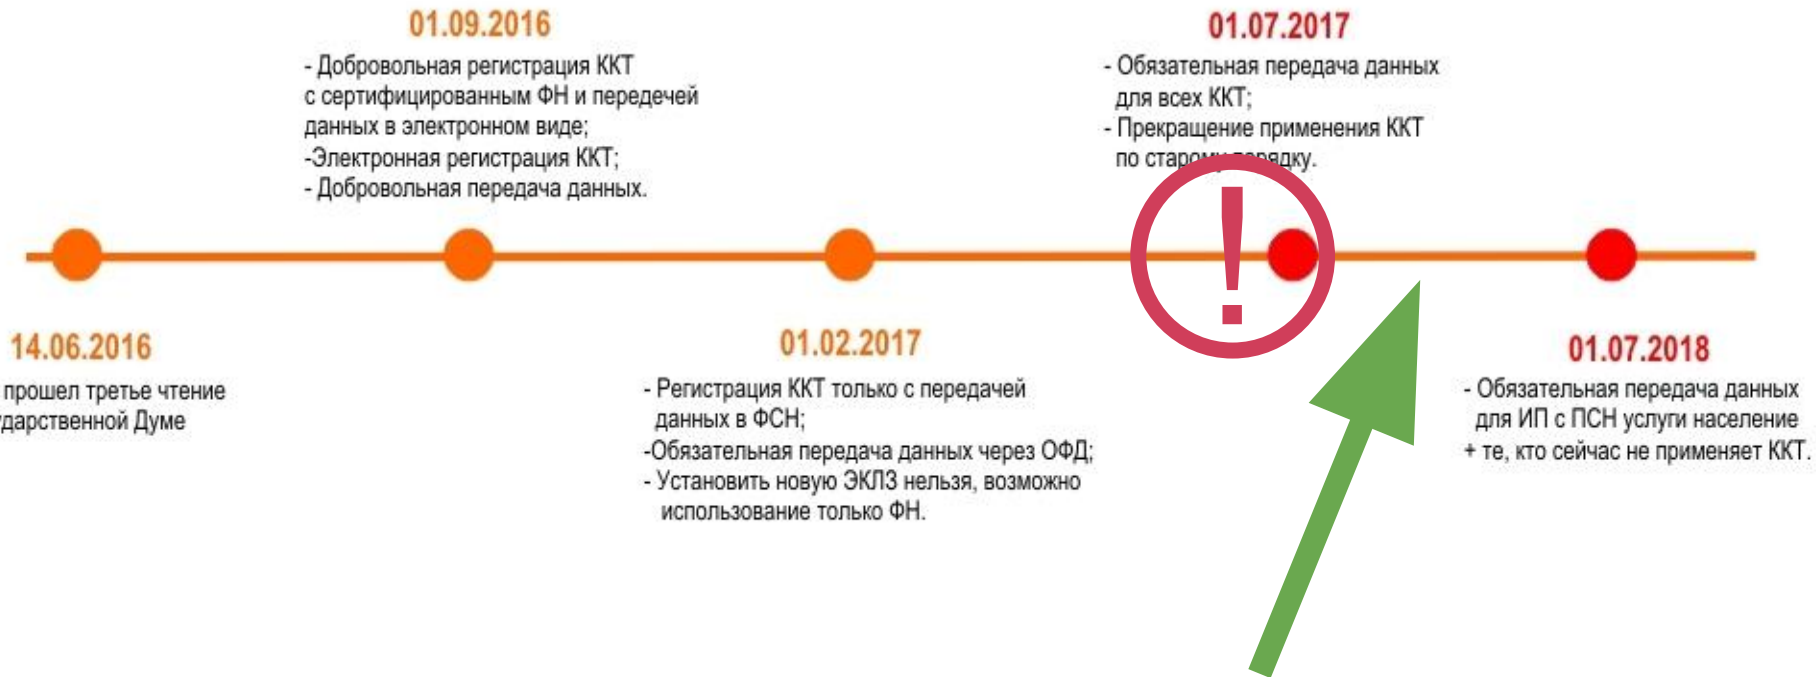 01.09.2016
- Добровольная регистрация ККТ
с сертифицированным ФН и передечей
данных в электронном виде;
-Электронная регистрация ККТ;
- Добровольная передача данных.
01.07.2017
- Обязательная передача данных
для всех ККТ;
- Прекращение применения ККТ
по старому порядку.
!
14.06.2016
прошел третье чтение
Думе
01.02.2017
- Регистрация ККТ только с передачей
данных в ФСН;
-Обязательная передача данных через ОФД;
- Установить новую ЭКЛЗ нельзя, возможно
использование только ФН.
01.07.2018
- Обязательная передача данных
для ИП с ПСН услуги население
+ те, кто сейчас не применяет ККТ.